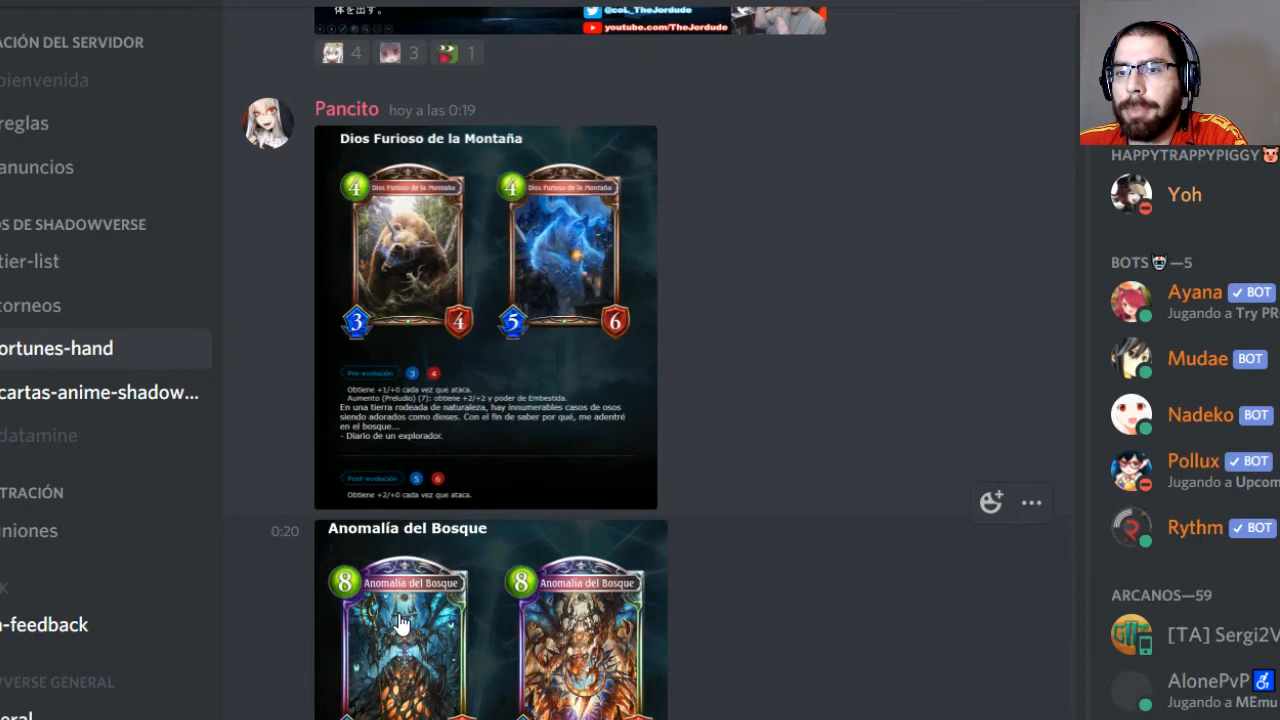 体を出す。
@coL_TheJordude
youtube.com/TheJordude
4
3
1
ACIÓN DEL SERVIDOR
bienvenida
reglas
anuncios
OS DE SHADOWVERSE
tier-list
torneos
ortunes-hand
cartas-anime-shadow...
datamine
TRACIÓN
uniones
K
-feedback
VVERSE GENERAL
Pancito hoy a las 0:19
Dios Furioso de la Montaña
4 Dios Furioso de la Montaña
4 Dios Furioso de la Montaña
3 4
5 6
Pre-evolución 3 4
Obtiene +1/+0 cada vez que ataca.
Aumento (Preludio) (7): obtiene +2/+2 y poder de Embestida.
En una tierra rodeada de naturaleza, hay innumerables casos de osos
siendo adorados como dioses. Con el fin de saber por qué, me adentré
en el bosque...
- Diario de un explorador.
Post-evolución 5 6
Obtiene +2/+0 cada vez que ataca.
0:20
Anomalía del Bosque
8 Anomalía del Bosque
8 Anomalía del Bosque
HAPPYTRAPPYPIGGY
Yoh
BOTS—5
Ayana ✓ BOT
Jugando a Try PR
Mudae BOT
Nadeko BOT
Pollux ✓ BOT
Jugando a Upcom
Rythm ✓ BOT
ARCANOS—59
[TA] Sergi2V
AlonePvP
Jugando a MEmu